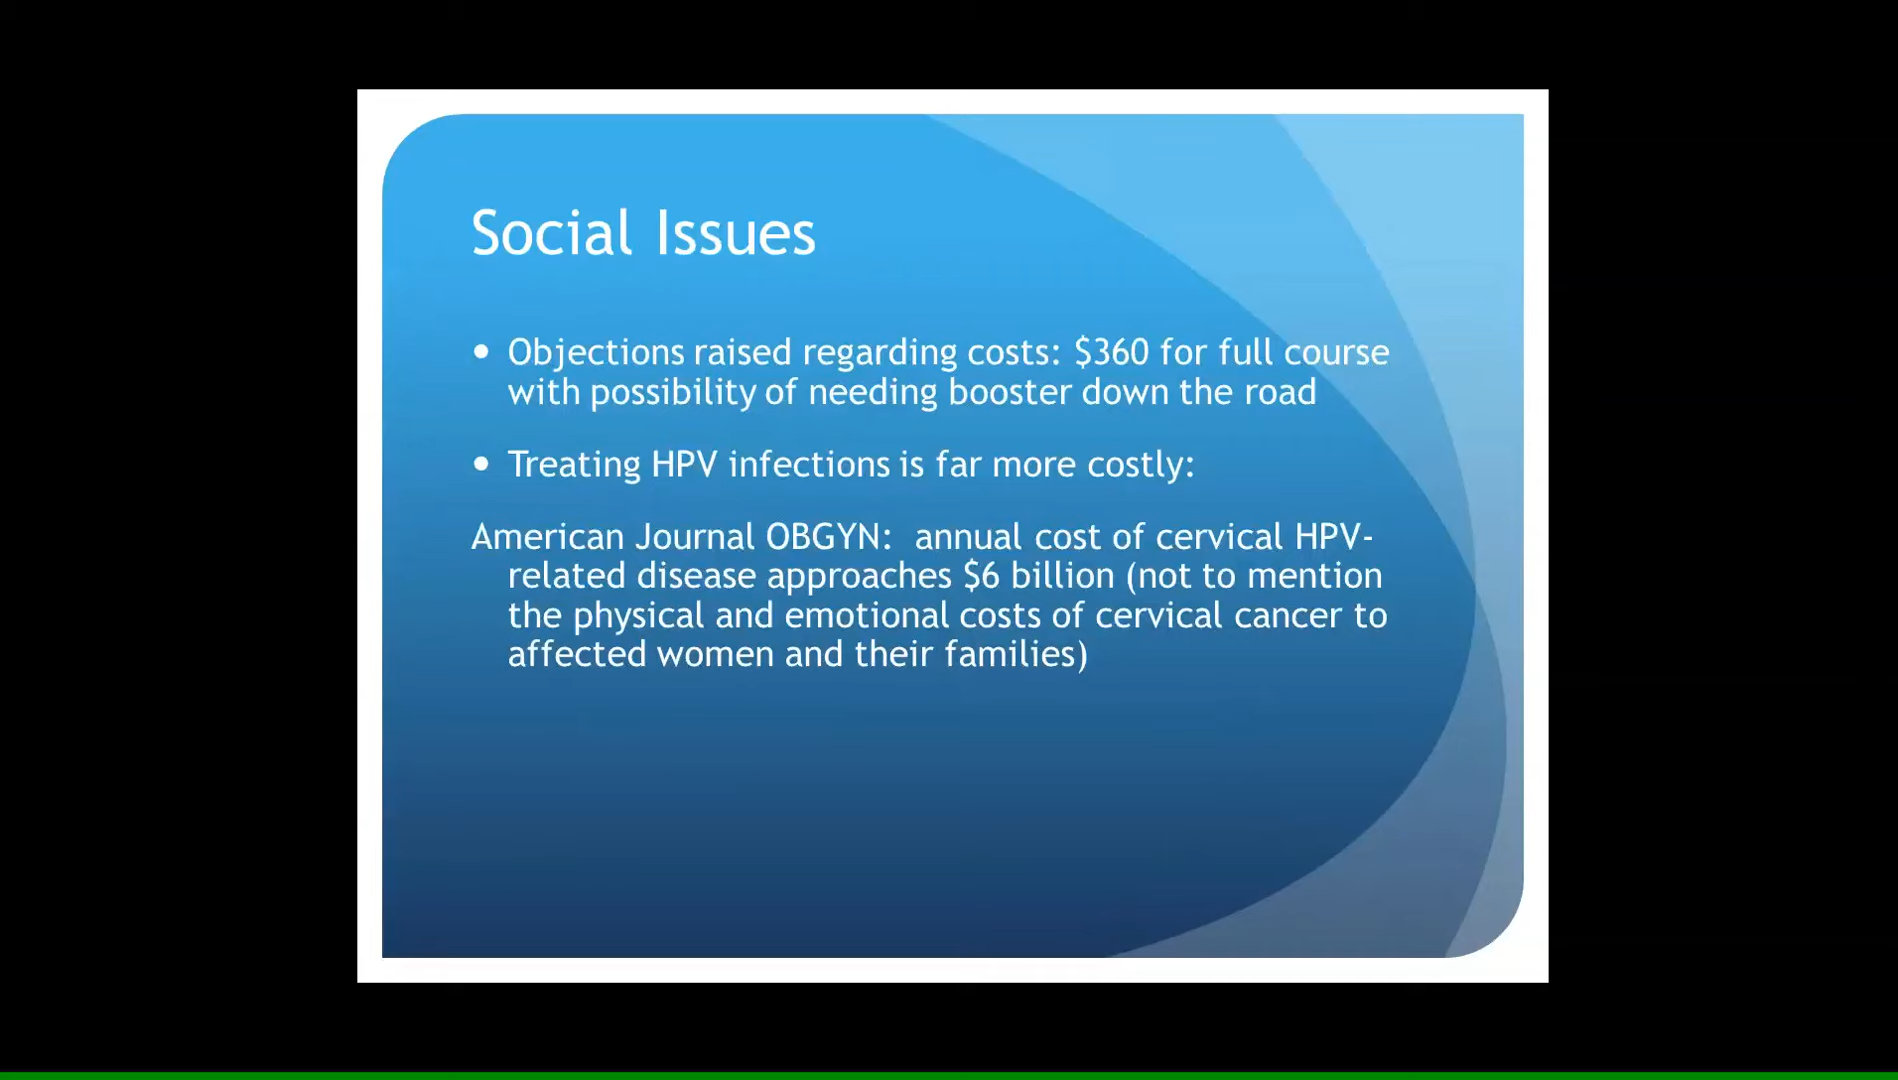 Social Issues
• Objections raised regarding costs: $360 for full course
with possibility of needing booster down the road
• Treating HPV infections is far more costly:
American Journal OBGYN:  annual cost of cervical HPV-
related disease approaches $6 billion (not to mention
the physical and emotional costs of cervical cancer to
affected women and their families)